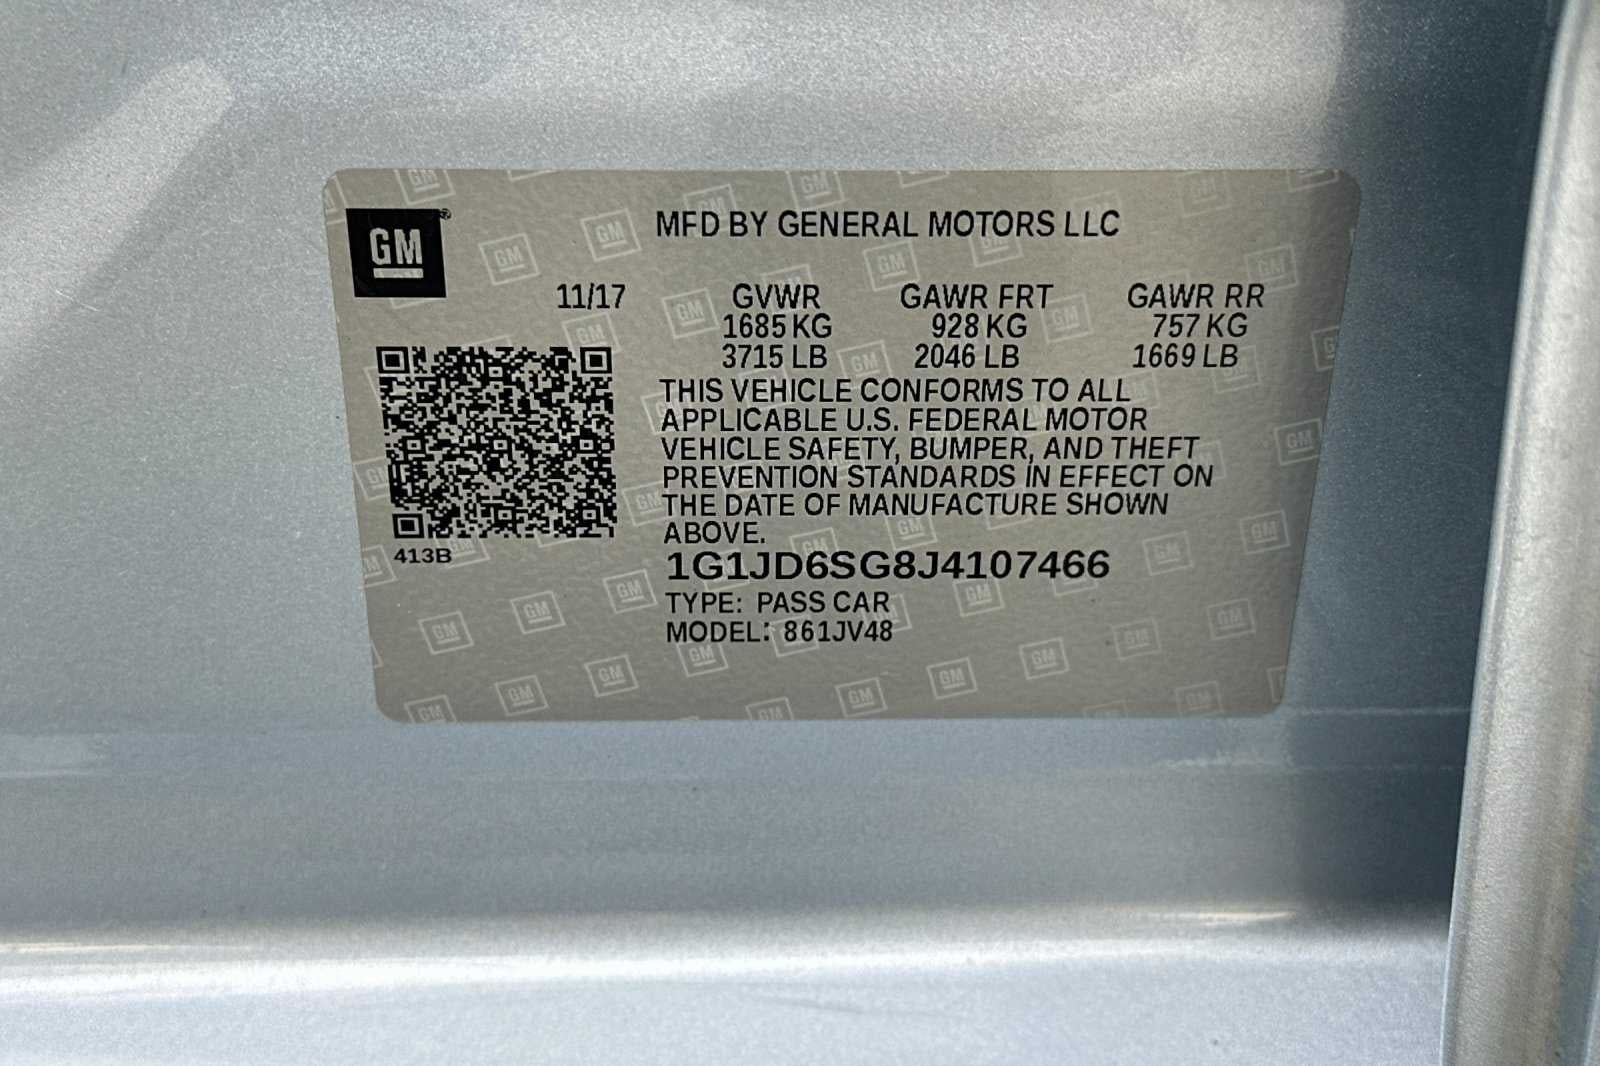 GM
MFD BY GENERAL MOTORS LLC
11/17 GVWR GAWR FRT GAWR RR
1685 KG 928 KG 757 KG
3715 LB 2046 LB 1669 LB
THIS VEHICLE CONFORMS TO ALL
APPLICABLE U.S. FEDERAL MOTOR
VEHICLE SAFETY, BUMPER, AND THEFT
PREVENTION STANDARDS IN EFFECT ON
THE DATE OF MANUFACTURE SHOWN
ABOVE.
413B
1G1JD6SG8J4107466
TYPE: PASS CAR
MODEL: 861JV48